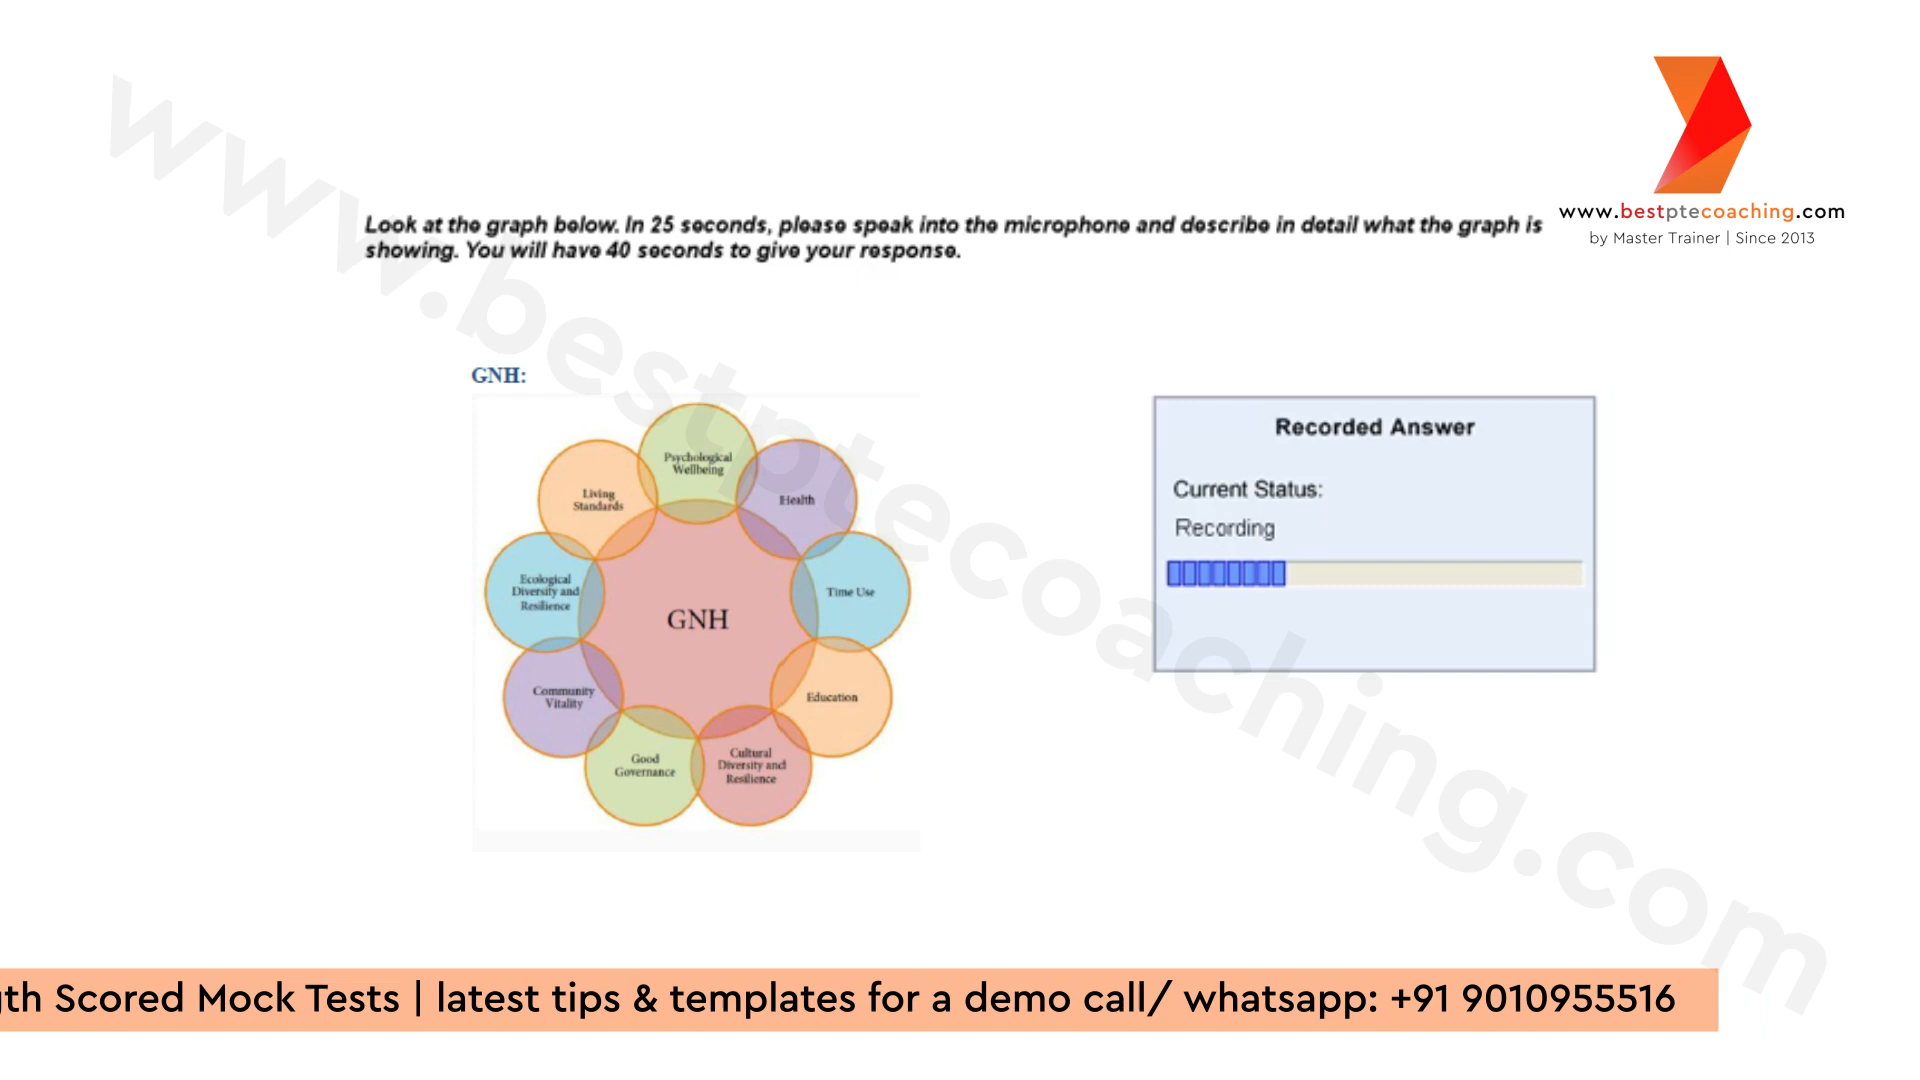 www.bestptecoaching.com
www.bestptecoaching.com
by Master Trainer | Since 2013
Look at the graph below. In 25 seconds, please speak into the microphone and describe in detail what the graph is
showing. You will have 40 seconds to give your response.
GNH:
Psychological
Wellbeing
Health
Time Use
Education
Cultural
Diversity and
Resilience
Good
Governance
Community
Vitality
Ecological
Diversity and
Resilience
Living
Standards
GNH
Recorded Answer
Current Status:
Recording
Scored Mock Tests | latest tips & templates for a demo call/ whatsapp: +91 9010955516